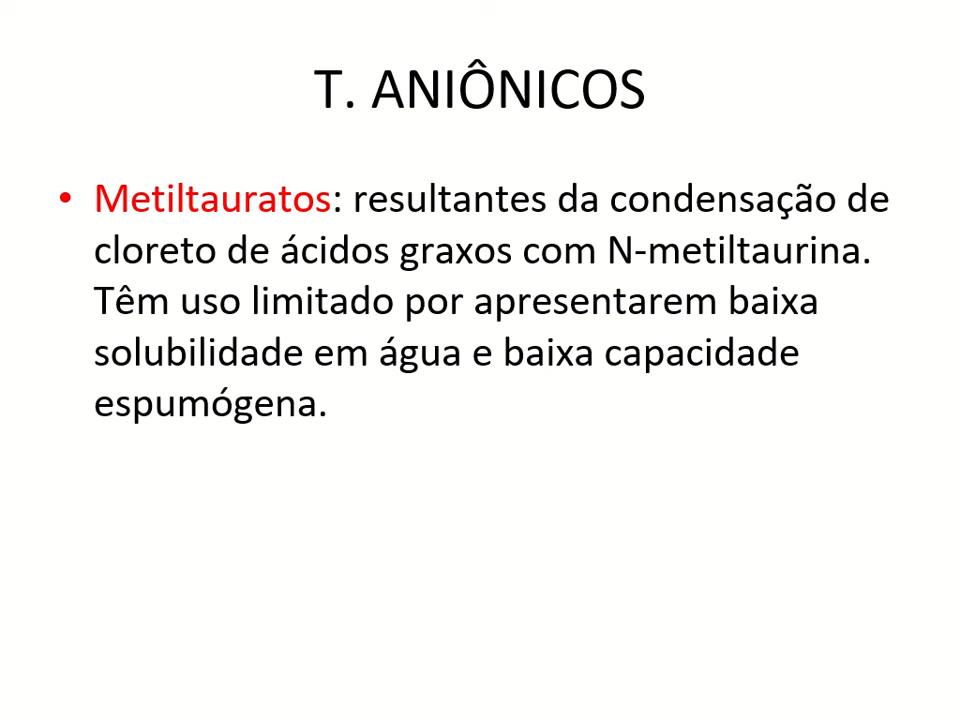 T. ANIÔNICOS
• Metiltauratos: resultantes da condensação de
cloreto de ácidos graxos com N-metiltaurina.
Têm uso limitado por apresentarem baixa
solubilidade em água e baixa capacidade
espumógena.